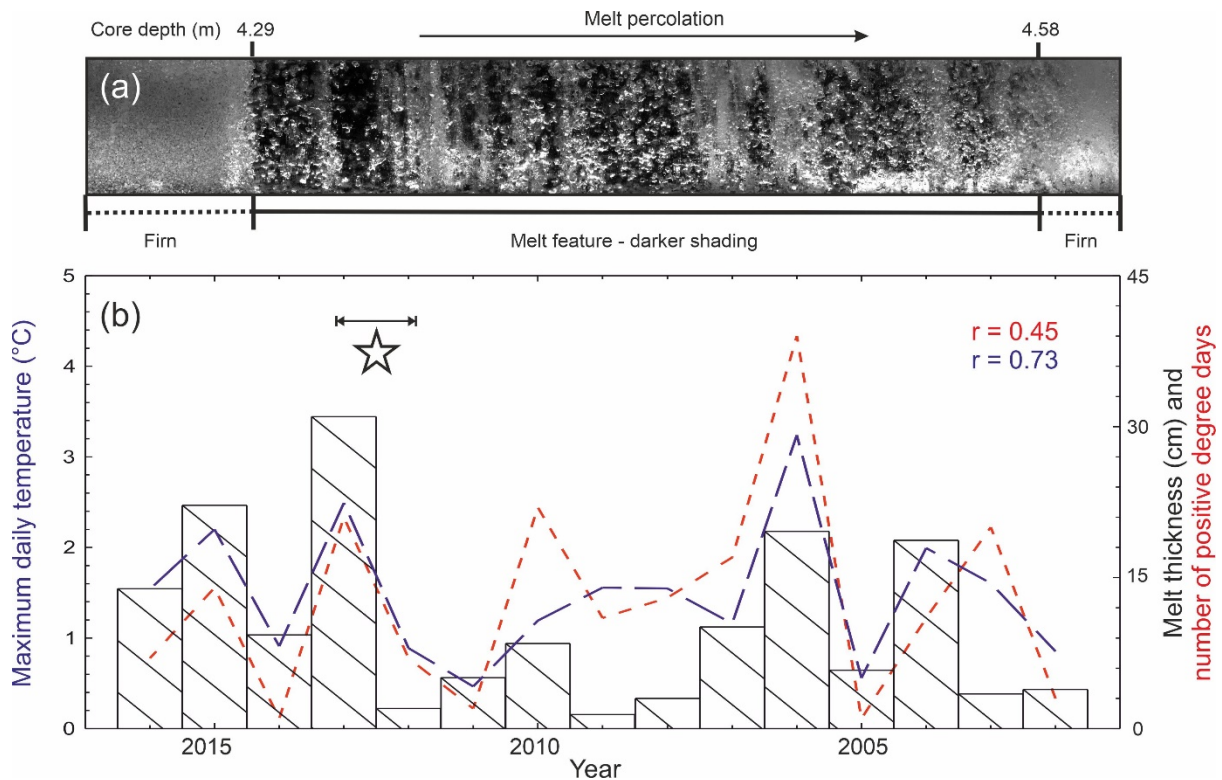 Core depth (m)
4.29
Melt percolation
4.58
(a)
Firn
Melt feature - darker shading
Firn
(b)
r = 0.45
r = 0.73
Maximum daily temperature (°C)
5
4
3
2
1
0
45
30
15
0
Melt thickness (cm) and
number of positive degree days
2015
2010
2005
Year